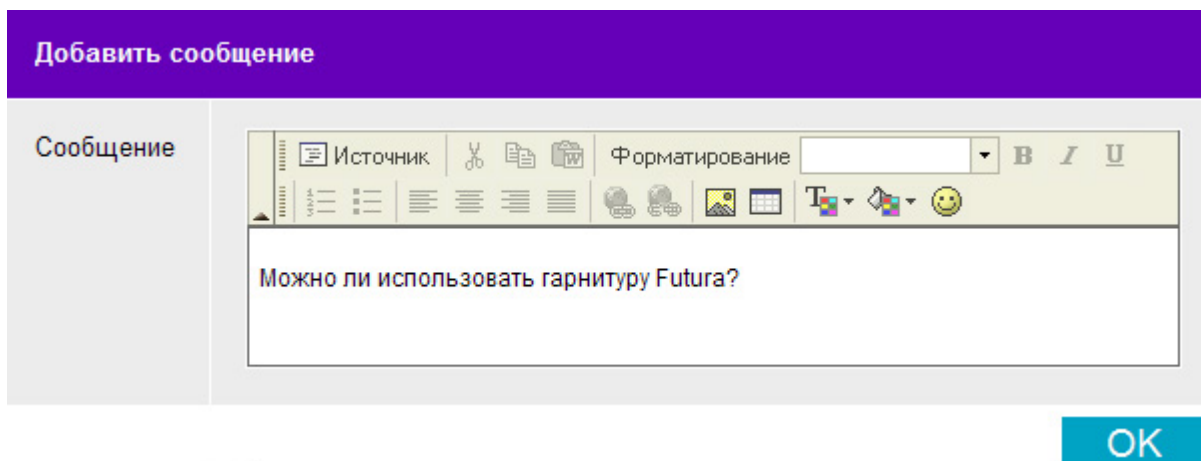 Добавить сообщение
Сообщение
Источник Форматирование B I U
Можно ли использовать гарнитуру Futura?
OK